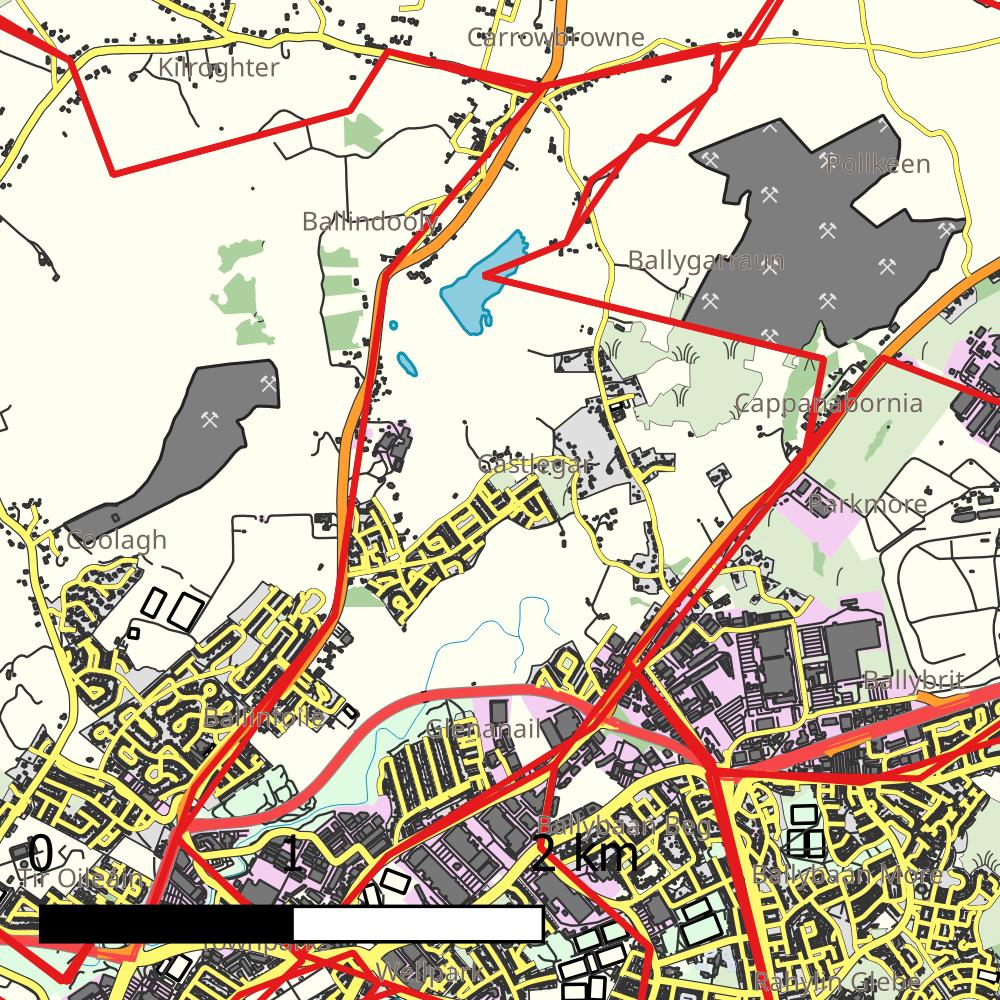 Carrowbrowne
Kilroghter
Pollkeen
Ballindooly
Ballygarraun
Cappanabornia
Castlegar
Parkmore
Coolagh
Ballybrit
Ballinfoile
Glenanail
Ballybaan Beg
0 1 2 km
Tír Oileáin
Ballybaan More
Townparks
Wellpark
Rahylin Glebe